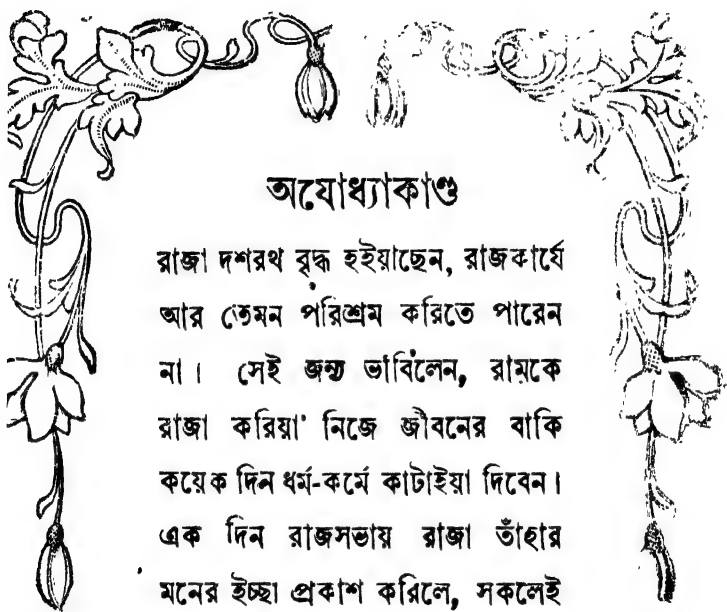 অযোধ্যাকাণ্ড
রাজা দশরথ বৃদ্ধ হইয়াছেন, রাজকার্যে
আর তেমন পরিশ্রম করিতে পারেন
না। সেই জন্য ভাবিলেন, রামকে
রাজা করিয়া নিজে জীবনের বাকি
কয়েক দিন ধর্ম-কর্মে কাটাইয়া দিবেন।
এক দিন রাজসভায় রাজা তাঁহার
মনের ইচ্ছা প্রকাশ করিলে, সকলেই